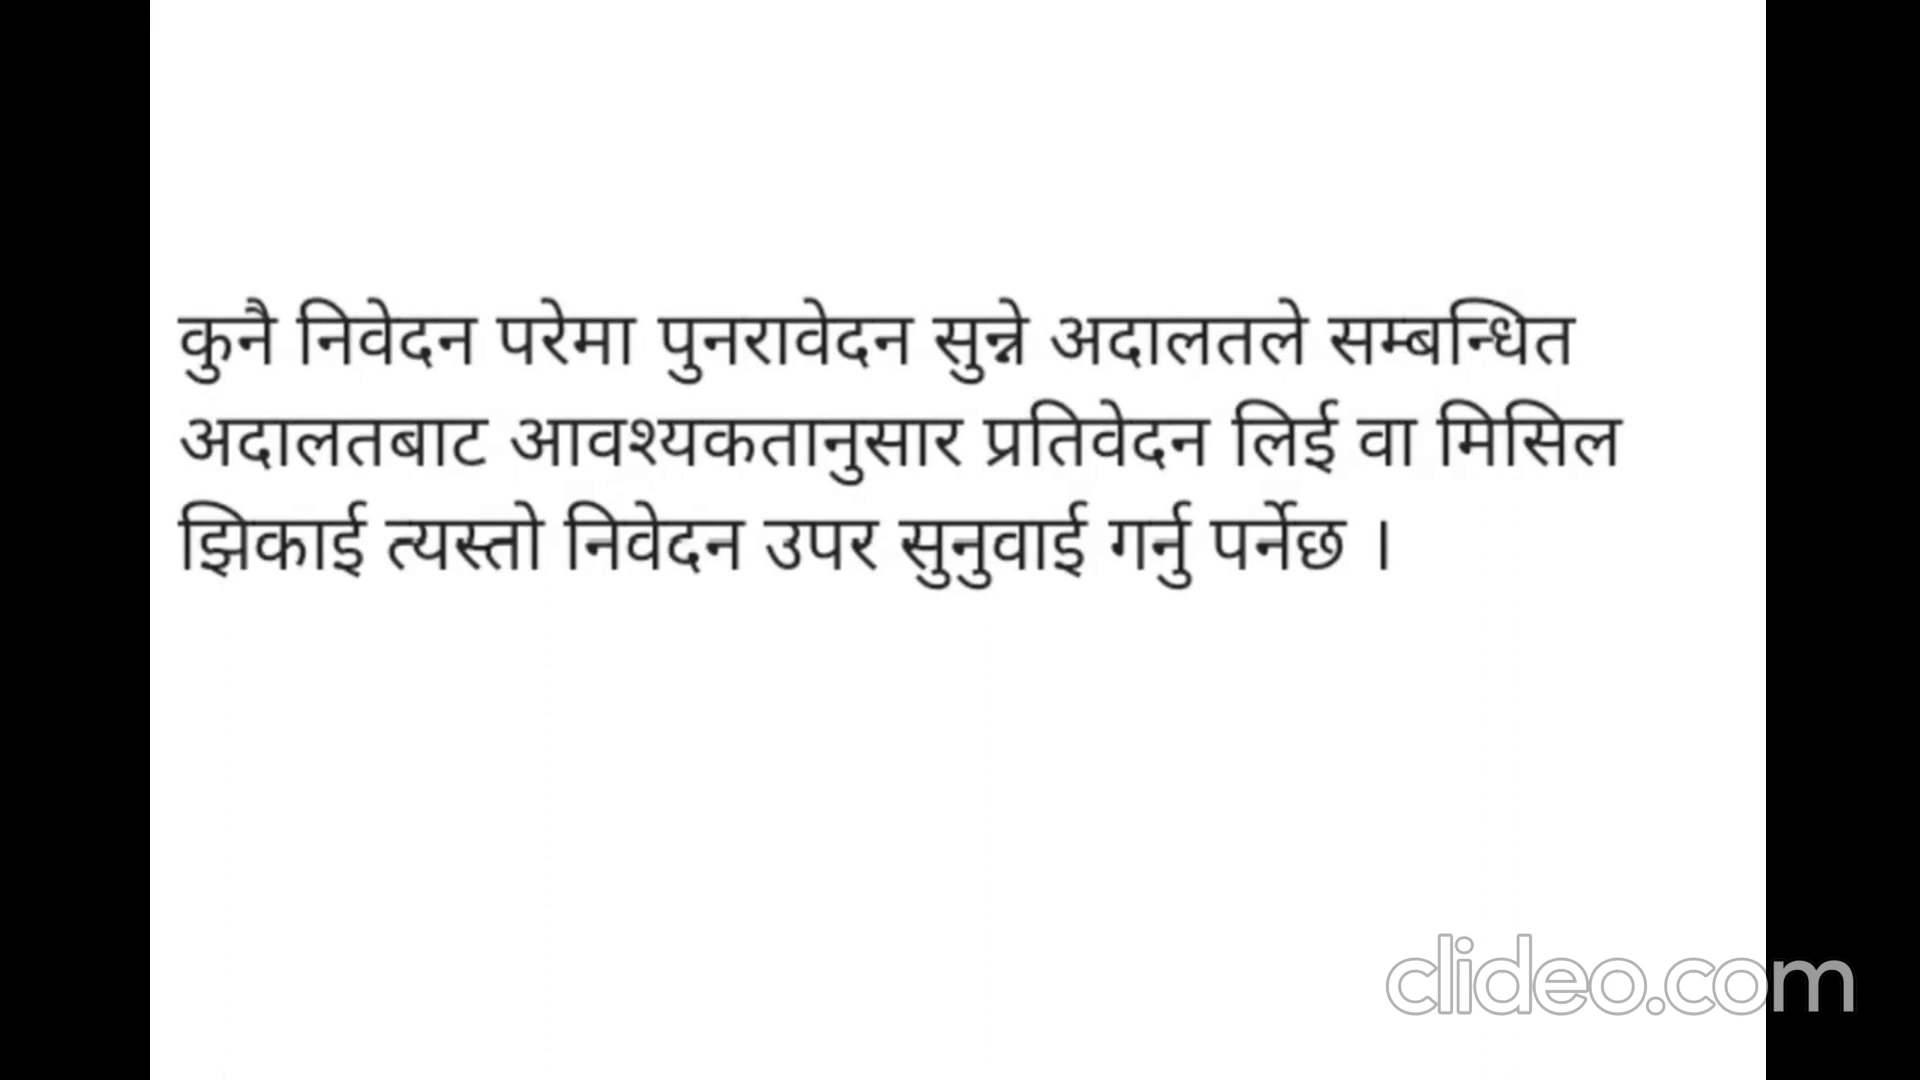 कुनै निवेदन परेमा पुनरावेदन सुन्ने अदालतले सम्बन्धित
अदालतबाट आवश्यकतानुसार प्रतिवेदन लिई वा मिसिल
झिकाई त्यस्तो निवेदन उपर सुनुवाई गर्नु पर्नेछ ।
clideo.com